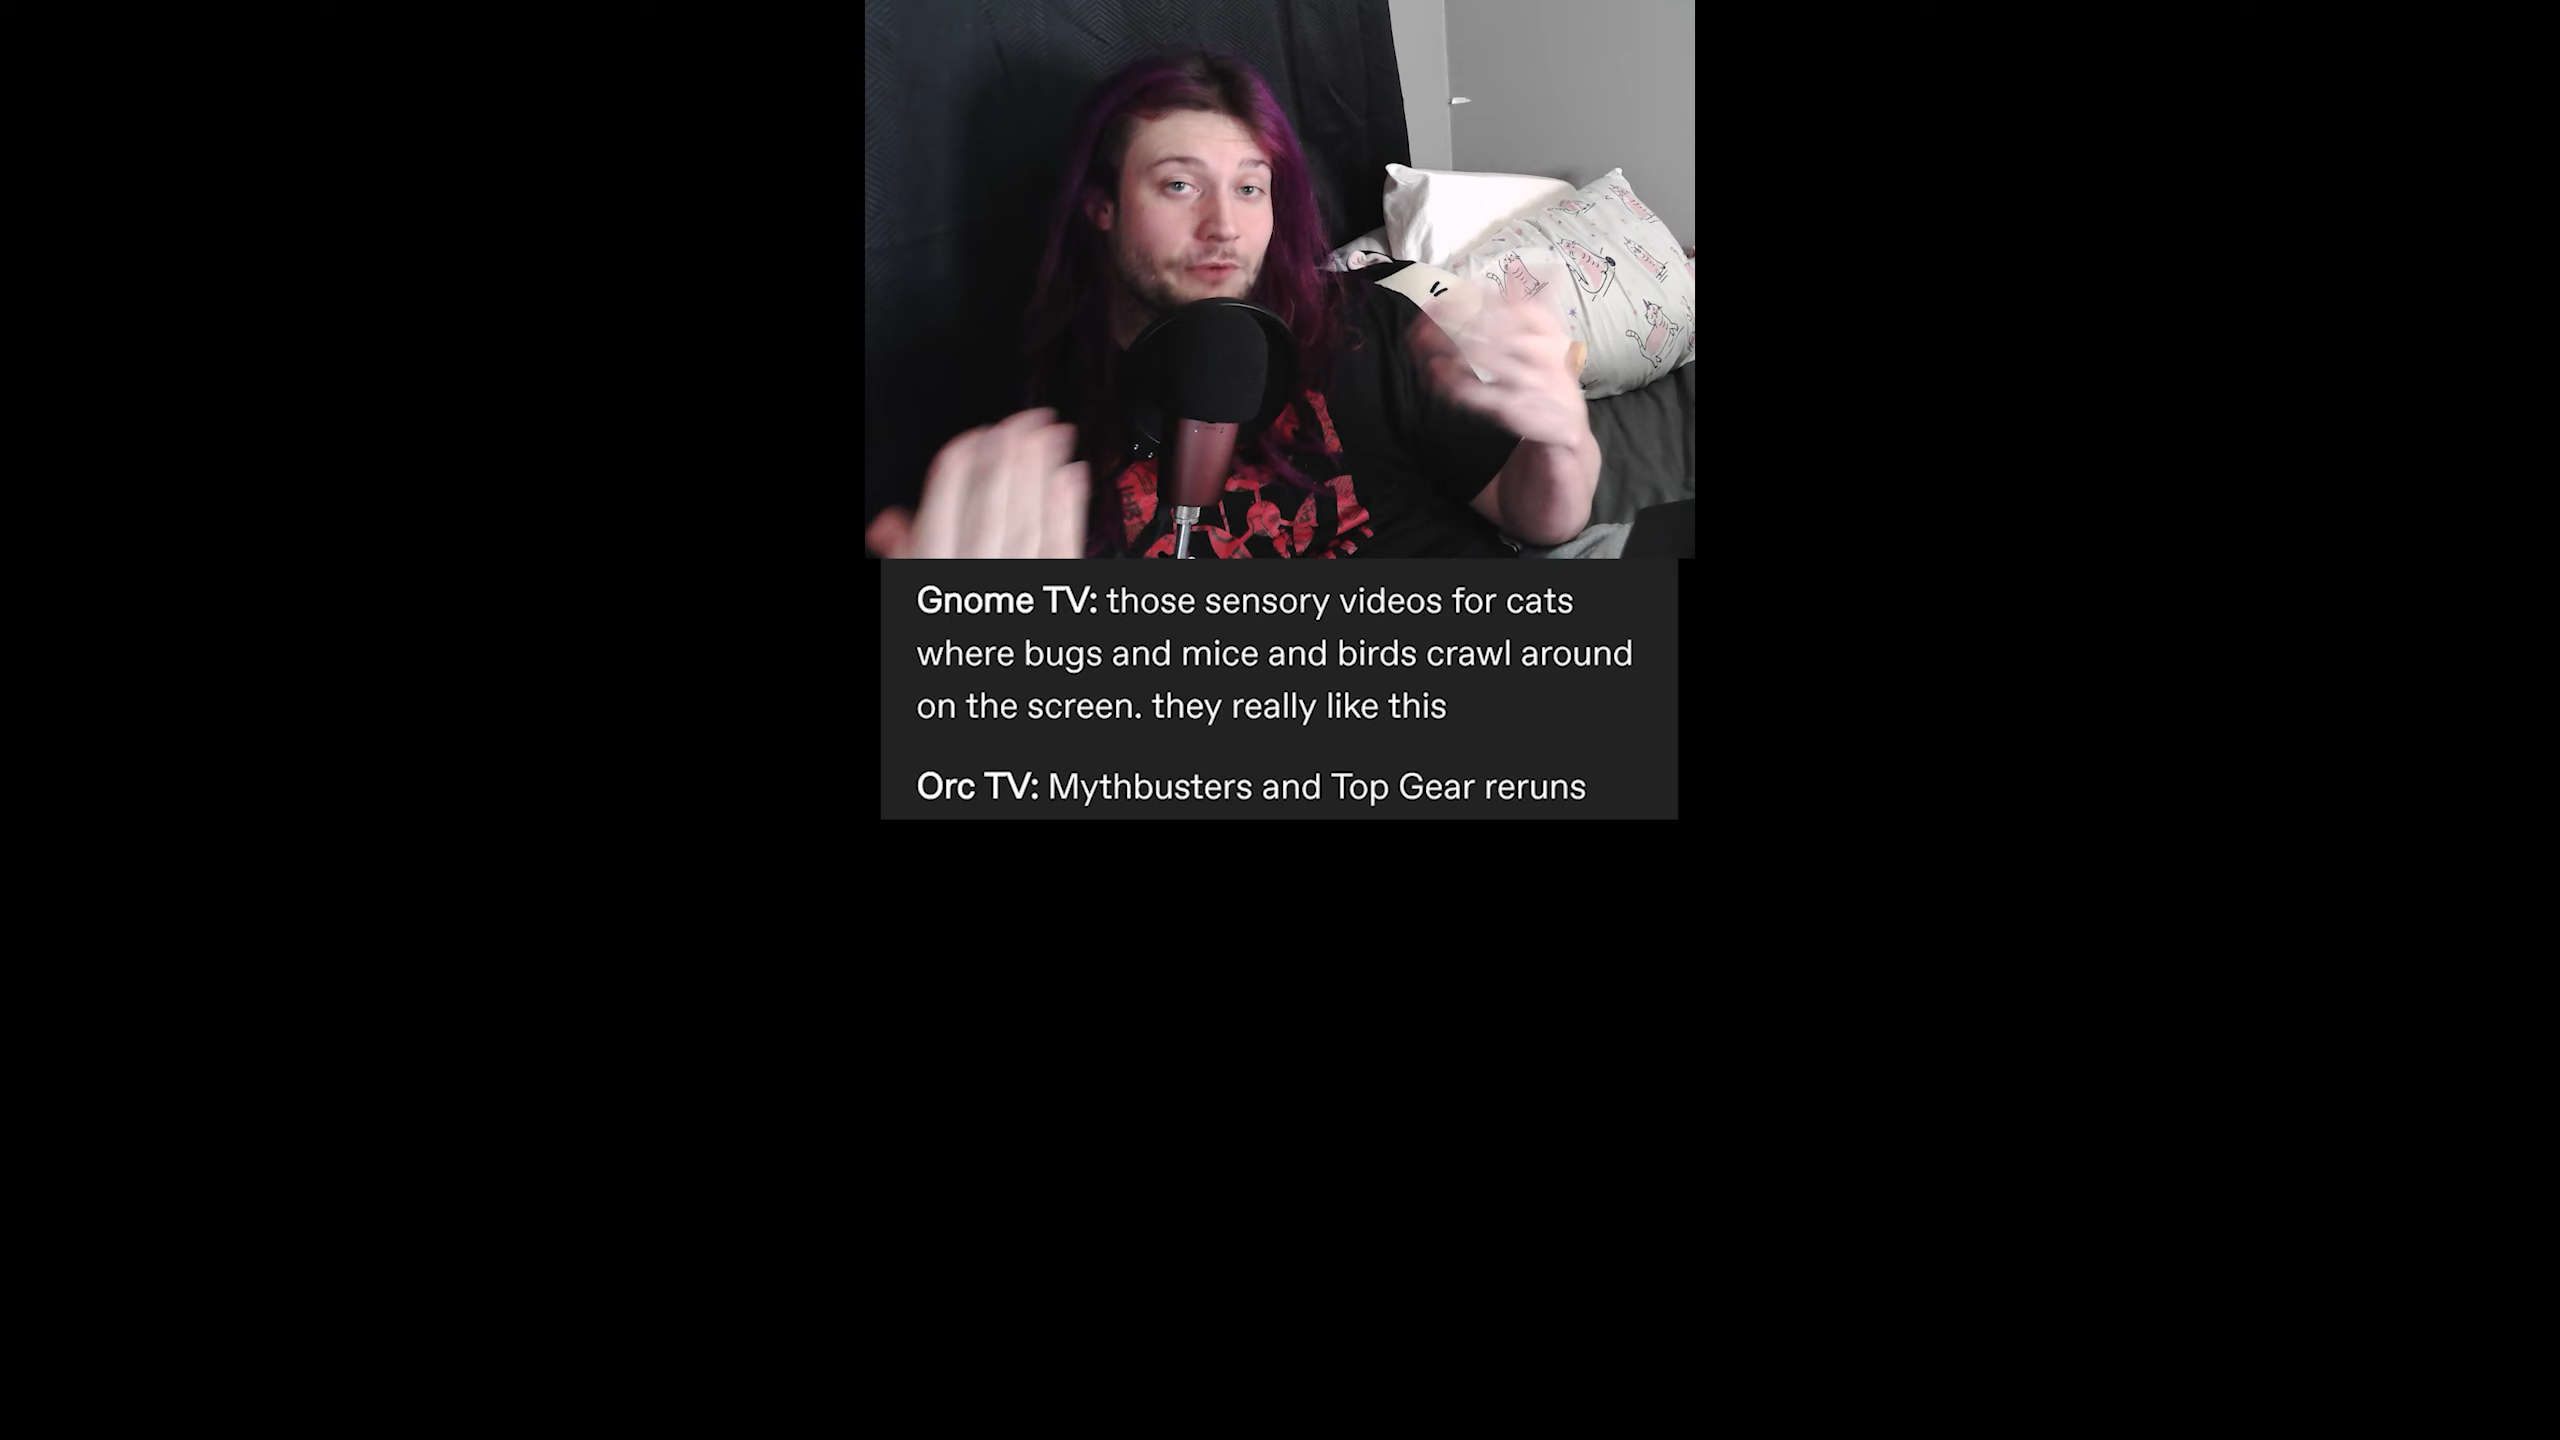 Gnome TV: those sensory videos for cats
where bugs and mice and birds crawl around
on the screen. they really like this
Orc TV: Mythbusters and Top Gear reruns